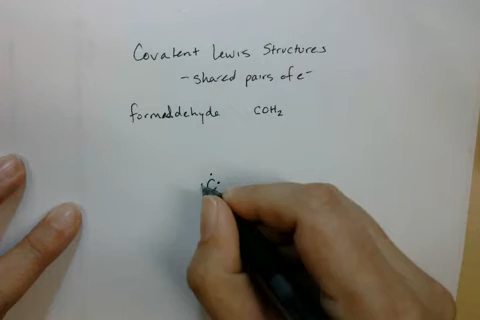 Covalent Lewis Structures
- shared pairs of e⁻
formaldehyde COH₂
C